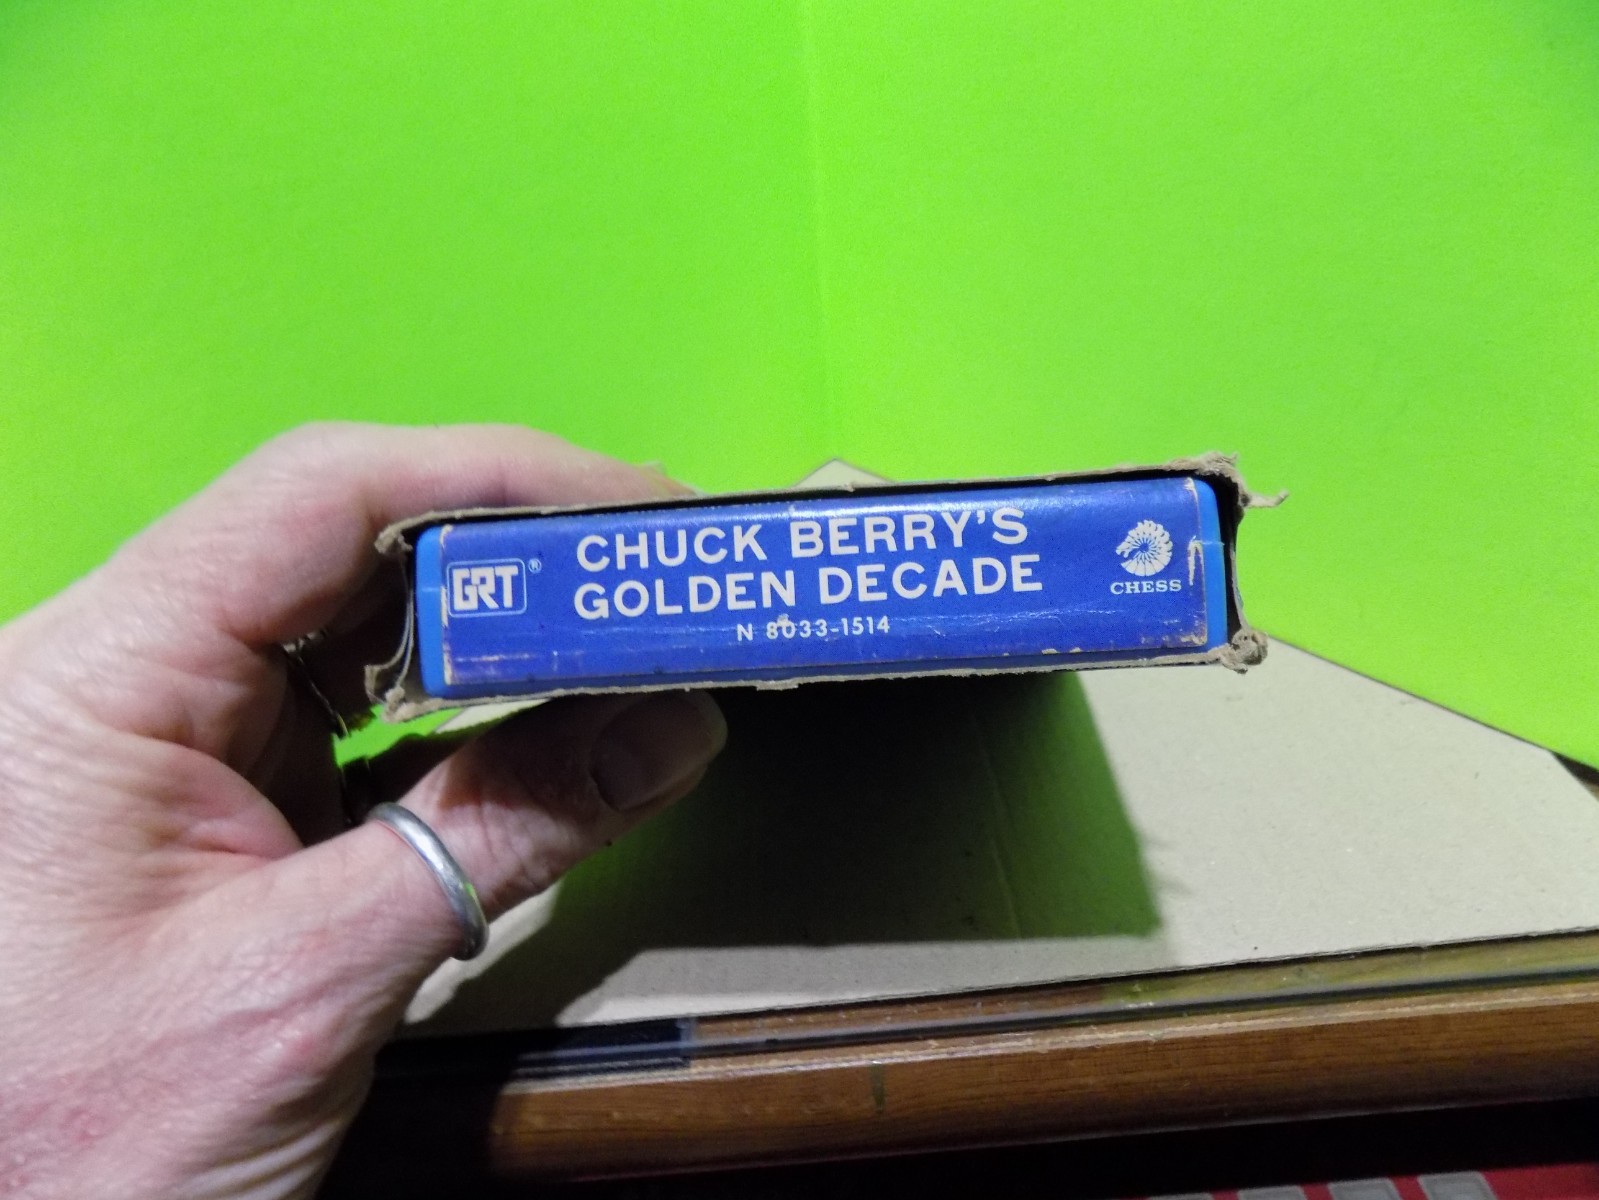 GRT®
CHUCK BERRY'S
GOLDEN DECADE
N 8033-1514
CHESS